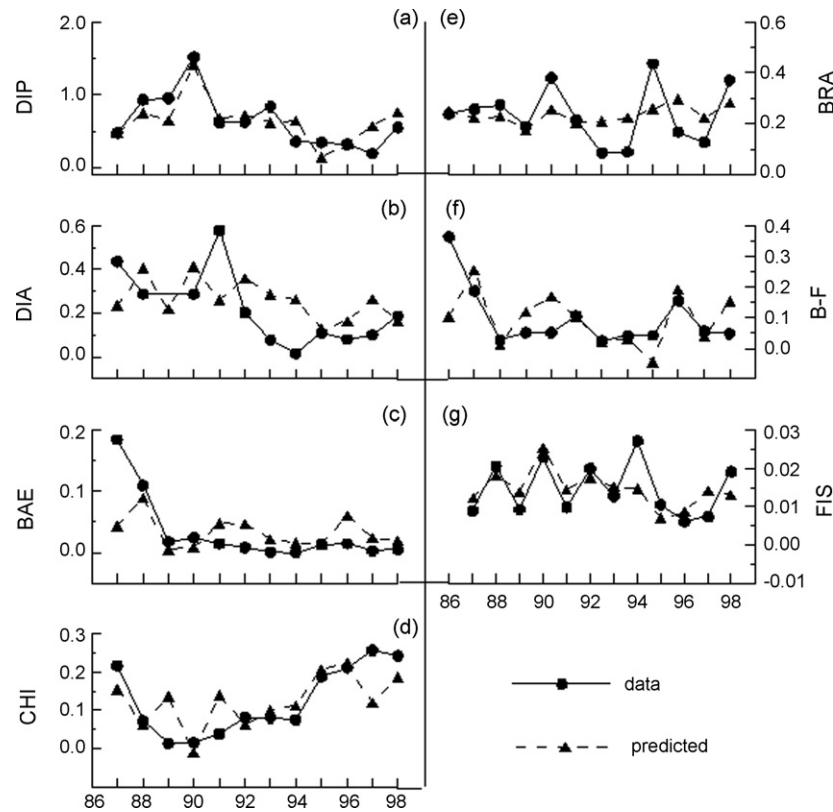 (a)
DIP
2.0
1.0
0.0
(e)
BRA
0.6
0.4
0.2
0.0
(b)
DIA
0.6
0.4
0.2
0.0
(f)
B-F
0.4
0.3
0.2
0.1
0.0
(c)
BAE
0.2
0.1
0.0
(g)
FIS
0.03
0.02
0.01
0.00
-0.01
86 88 90 92 94 96 98
(d)
CHI
0.3
0.2
0.1
0.0
86 88 90 92 94 96 98
data
predicted